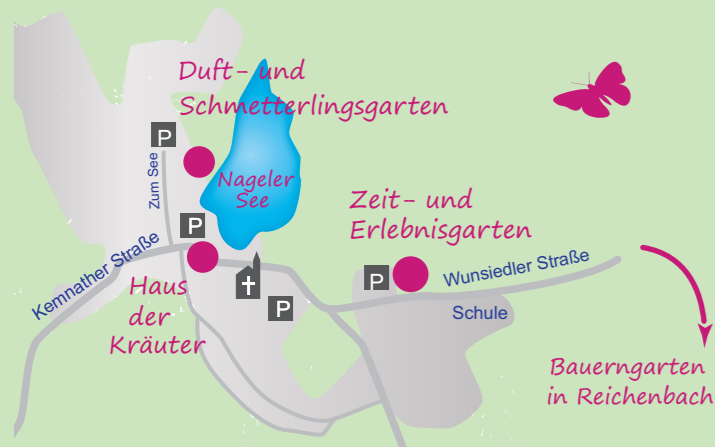 Duft- und
Schmetterlingsgarten
P
Zum See
Nageler
See
Zeit- und
Erlebnisgarten
P
Kemnather Straße
P
Wunsiedler Straße
Haus
der
Kräuter
P
Schule
Bauerngarten
in Reichenbach